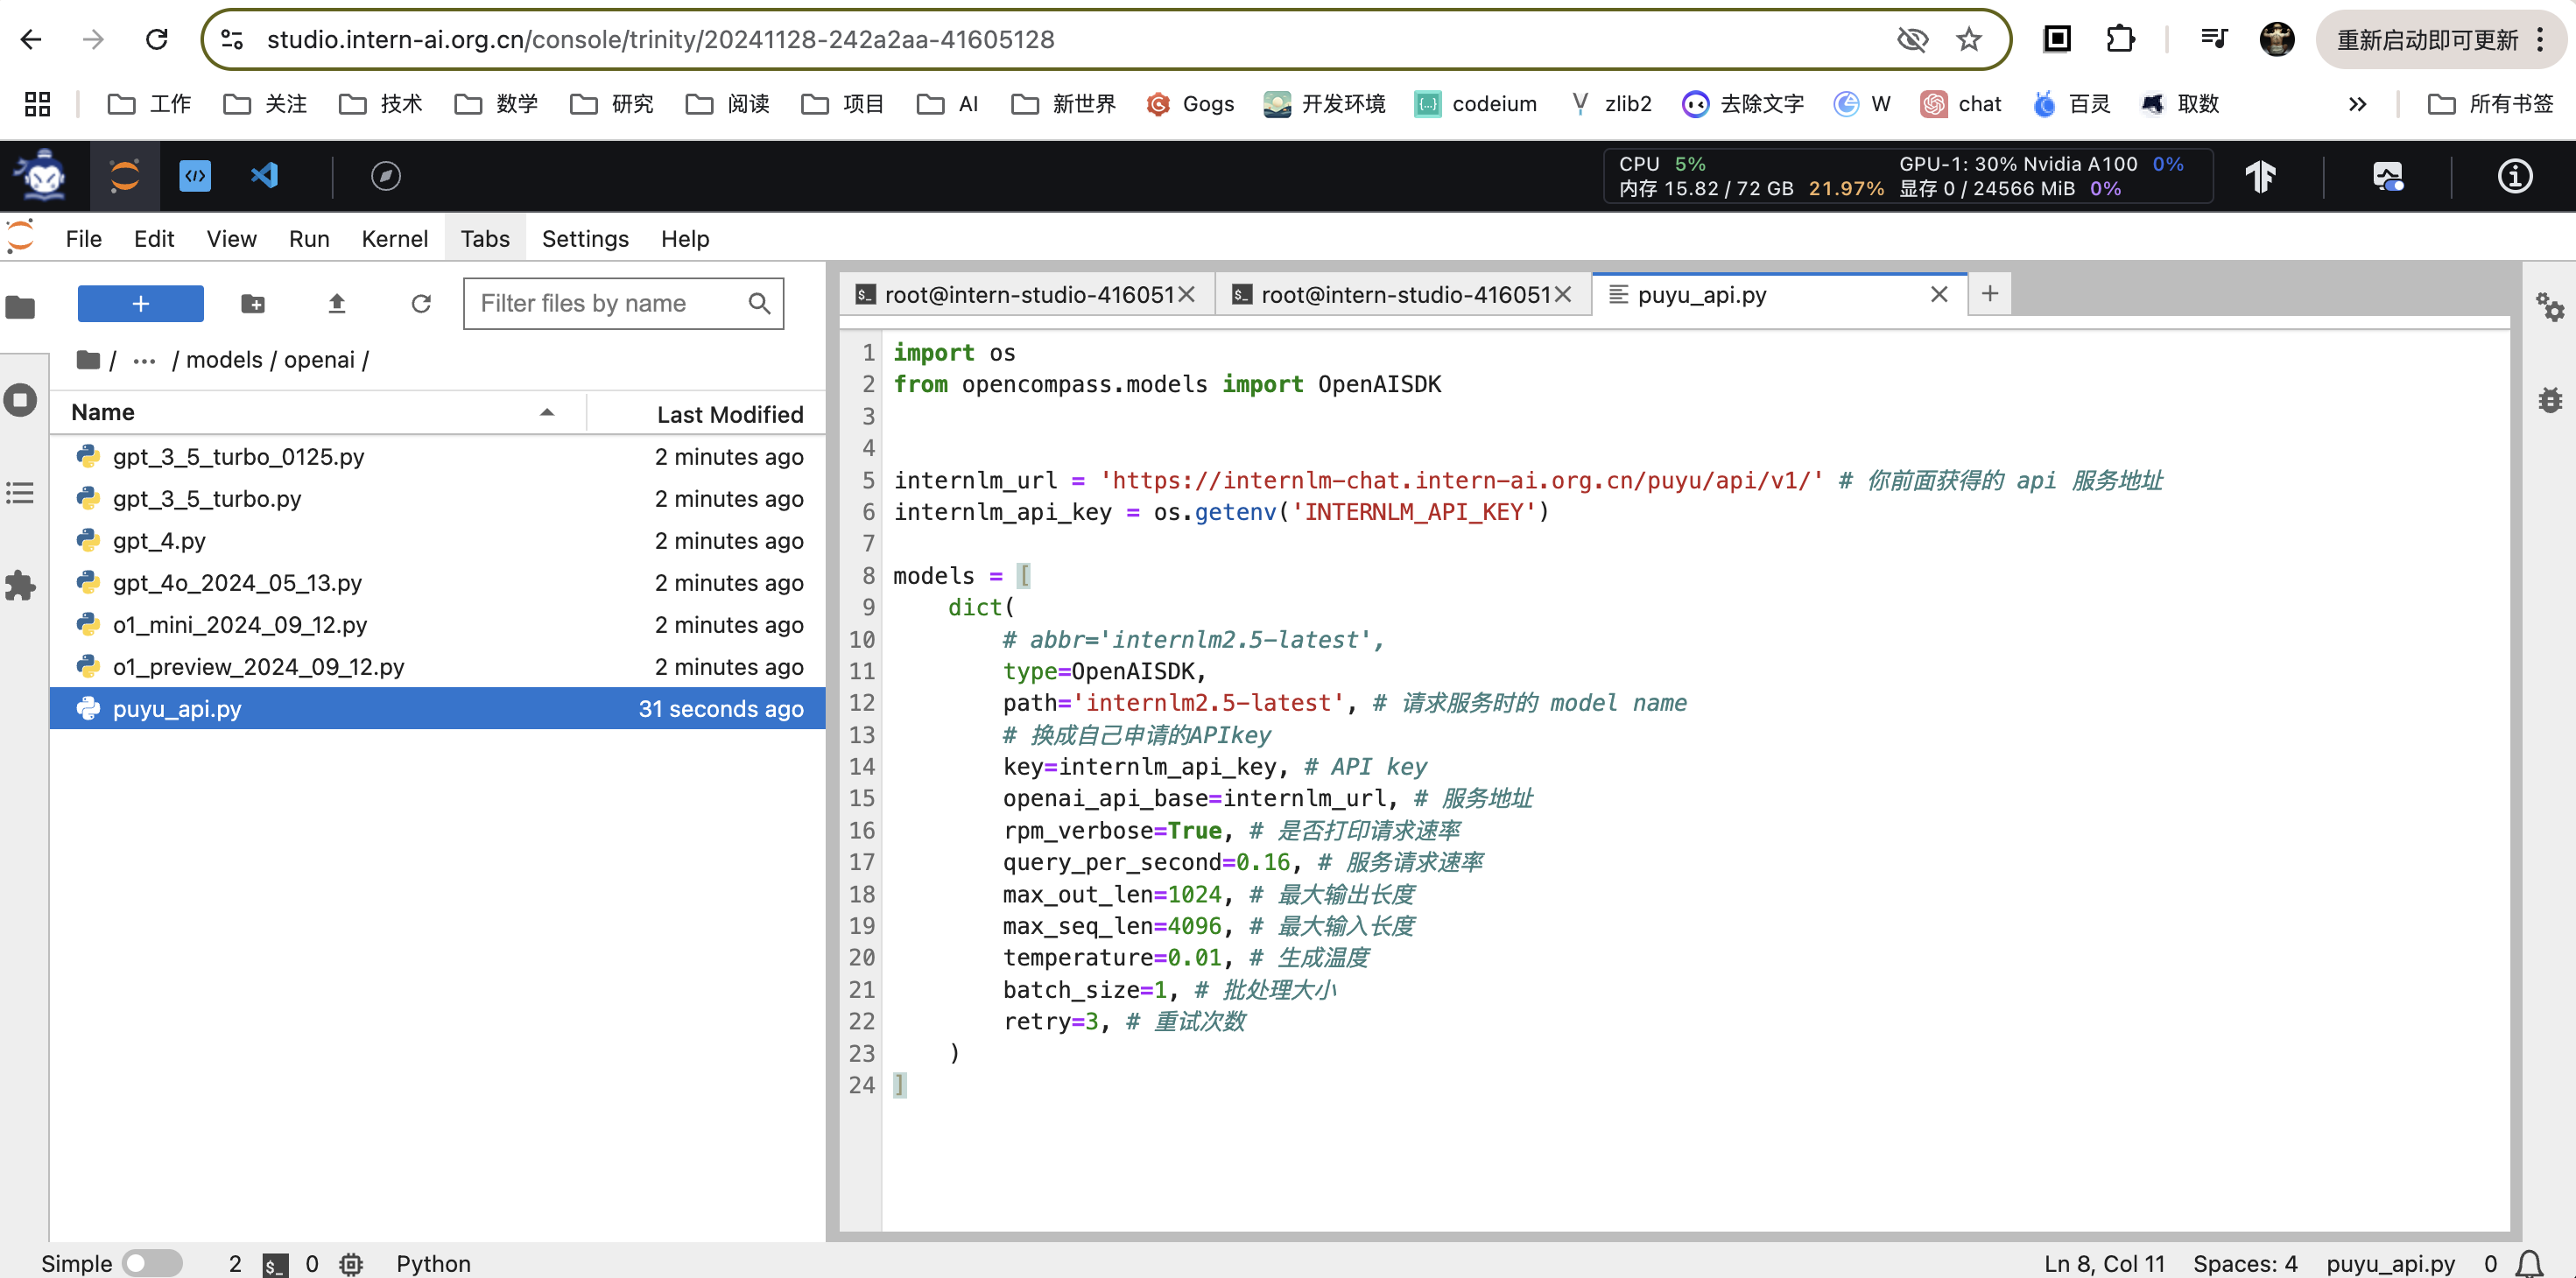 studio.intern-ai.org.cn/console/trinity/20241128-242a2aa-41605128
重新启动即可更新
工作 关注 技术 数学 研究 阅读 项目 AI 新世界 Gogs 开发环境 codeium zlib2 去除文字 W chat 百灵 取数 » 所有书签
CPU 5% GPU-1: 30% Nvidia A100 0%
内存 15.82 / 72 GB 21.97% 显存 0 / 24566 MiB 0%
File Edit View Run Kernel Tabs Settings Help
Filter files by name
/ ··· / models / openai /
Name Last Modified
gpt_3_5_turbo_0125.py 2 minutes ago
gpt_3_5_turbo.py 2 minutes ago
gpt_4.py 2 minutes ago
gpt_4o_2024_05_13.py 2 minutes ago
o1_mini_2024_09_12.py 2 minutes ago
o1_preview_2024_09_12.py 2 minutes ago
puyu_api.py 31 seconds ago
root@intern-studio-416051 root@intern-studio-416051 puyu_api.py
1 import os
2 from opencompass.models import OpenAISDK
3
4
5 internlm_url = 'https://internlm-chat.intern-ai.org.cn/puyu/api/v1/' # 你前面获得的 api 服务地址
6 internlm_api_key = os.getenv('INTERNLM_API_KEY')
7
8 models = [
9     dict(
10         # abbr='internlm2.5-latest',
11         type=OpenAISDK,
12         path='internlm2.5-latest', # 请求服务时的 model name
13         # 换成自己申请的APIkey
14         key=internlm_api_key, # API key
15         openai_api_base=internlm_url, # 服务地址
16         rpm_verbose=True, # 是否打印请求速率
17         query_per_second=0.16, # 服务请求速率
18         max_out_len=1024, # 最大输出长度
19         max_seq_len=4096, # 最大输入长度
20         temperature=0.01, # 生成温度
21         batch_size=1, # 批处理大小
22         retry=3, # 重试次数
23     )
24 ]
Simple 2 $_ 0 Python Ln 8, Col 11 Spaces: 4 puyu_api.py 0